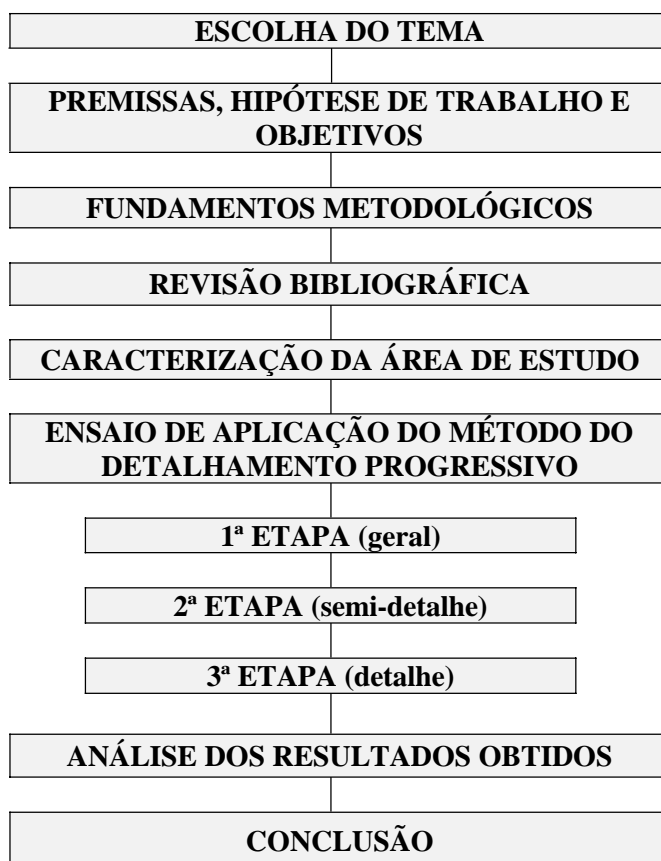 ESCOLHA DO TEMA
PREMISSAS, HIPÓTESE DE TRABALHO E
OBJETIVOS
FUNDAMENTOS METODOLÓGICOS
REVISÃO BIBLIOGRÁFICA
CARACTERIZAÇÃO DA ÁREA DE ESTUDO
ENSAIO DE APLICAÇÃO DO MÉTODO DO
DETALHAMENTO PROGRESSIVO
1ª ETAPA (geral)
2ª ETAPA (semi-detalhe)
3ª ETAPA (detalhe)
ANÁLISE DOS RESULTADOS OBTIDOS
CONCLUSÃO